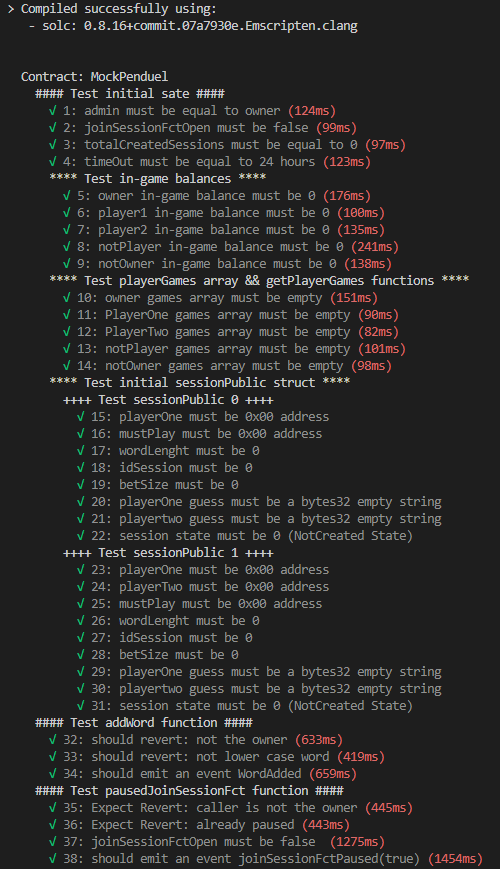 > Compiled successfully using:
- solc: 0.8.16+commit.07a7930e.Emscripten.clang
Contract: MockPenduel
#### Test initial sate ####
√ 1: admin must be equal to owner (124ms)
√ 2: joinSessionFctOpen must be false (99ms)
√ 3: totalCreatedSessions must be equal to 0 (97ms)
√ 4: timeOut must be equal to 24 hours (123ms)
**** Test in-game balances ****
√ 5: owner in-game balance must be 0 (176ms)
√ 6: player1 in-game balance must be 0 (100ms)
√ 7: player2 in-game balance must be 0 (135ms)
√ 8: notPlayer in-game balance must be 0 (241ms)
√ 9: notOwner in-game balance must be 0 (138ms)
**** Test playerGames array && getPlayerGames functions ****
√ 10: owner games array must be empty (151ms)
√ 11: PlayerOne games array must be empty (90ms)
√ 12: PlayerTwo games array must be empty (82ms)
√ 13: notPlayer games array must be empty (101ms)
√ 14: notOwner games array must be empty (98ms)
**** Test initial sessionPublic struct ****
++++ Test sessionPublic 0 ++++
√ 15: playerOne must be 0x00 address
√ 16: mustPlay must be 0x00 address
√ 17: wordLenght must be 0
√ 18: idSession must be 0
√ 19: betSize must be 0
√ 20: playerOne guess must be a bytes32 empty string
√ 21: playertwo guess must be a bytes32 empty string
√ 22: session state must be 0 (NotCreated State)
++++ Test sessionPublic 1 ++++
√ 23: playerOne must be 0x00 address
√ 24: playerTwo must be 0x00 address
√ 25: mustPlay must be 0x00 address
√ 26: wordLenght must be 0
√ 27: idSession must be 0
√ 28: betSize must be 0
√ 29: playerOne guess must be a bytes32 empty string
√ 30: playertwo guess must be a bytes32 empty string
√ 31: session state must be 0 (NotCreated State)
#### Test addWord function ####
√ 32: should revert: not the owner (633ms)
√ 33: should revert: not lower case word (419ms)
√ 34: should emit an event WordAdded (659ms)
#### Test pausedJoinSessionFct function ####
√ 35: Expect Revert: caller is not the owner (445ms)
√ 36: Expect Revert: already paused (443ms)
√ 37: joinSessionFctOpen must be false  (1275ms)
√ 38: should emit an event joinSessionFctPaused(true) (1454ms)